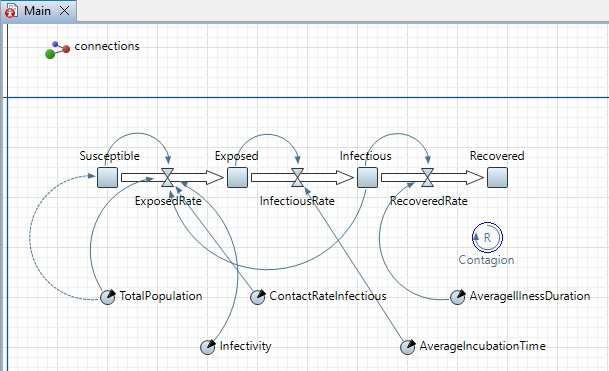 Main
connections
Susceptible
Exposed
Infectious
Recovered
ExposedRate
InfectiousRate
RecoveredRate
R
Contagion
TotalPopulation
ContactRateInfectious
AverageIllnessDuration
Infectivity
AverageIncubationTime